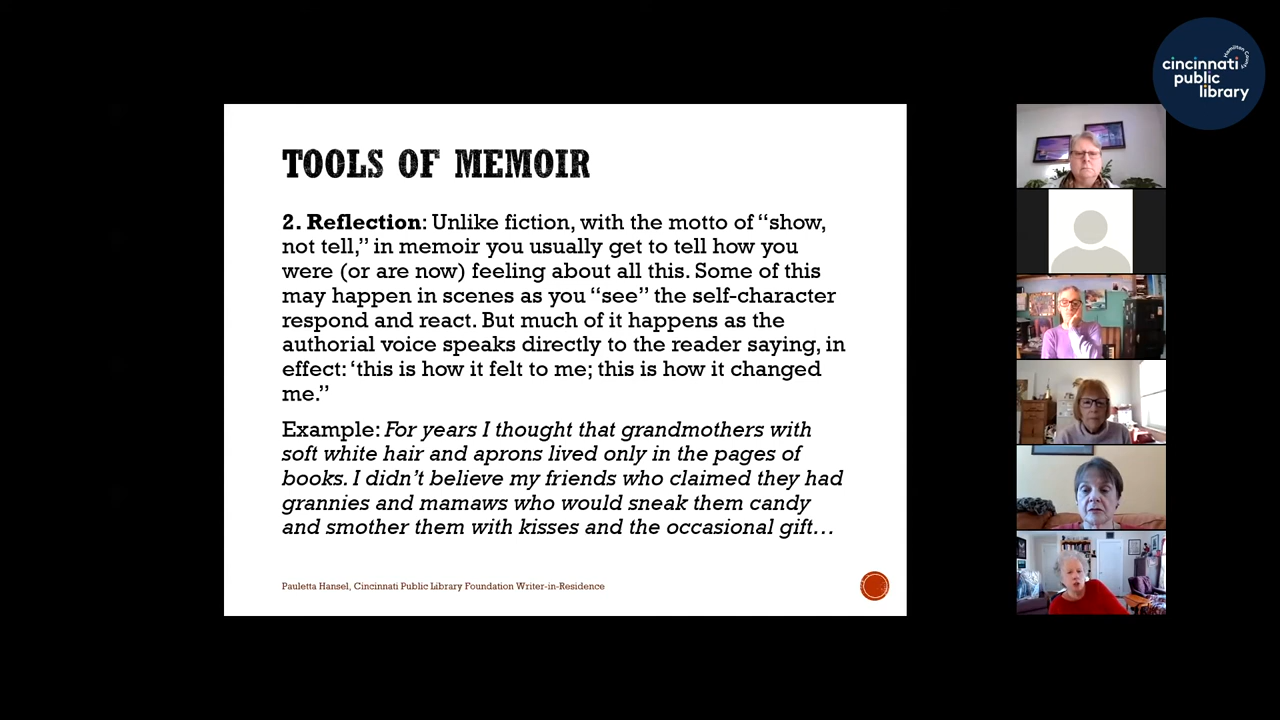 TOOLS OF MEMOIR
2. Reflection: Unlike fiction, with the motto of “show,
not tell,” in memoir you usually get to tell how you
were (or are now) feeling about all this. Some of this
may happen in scenes as you “see” the self-character
respond and react. But much of it happens as the
authorial voice speaks directly to the reader saying, in
effect: ‘this is how it felt to me; this is how it changed
me.”
Example: For years I thought that grandmothers with
soft white hair and aprons lived only in the pages of
books. I didn’t believe my friends who claimed they had
grannies and mamaws who would sneak them candy
and smother them with kisses and the occasional gift…
Pauletta Hansel, Cincinnati Public Library Foundation Writer-in-Residence
cincinnati
Hamilton County
public
library